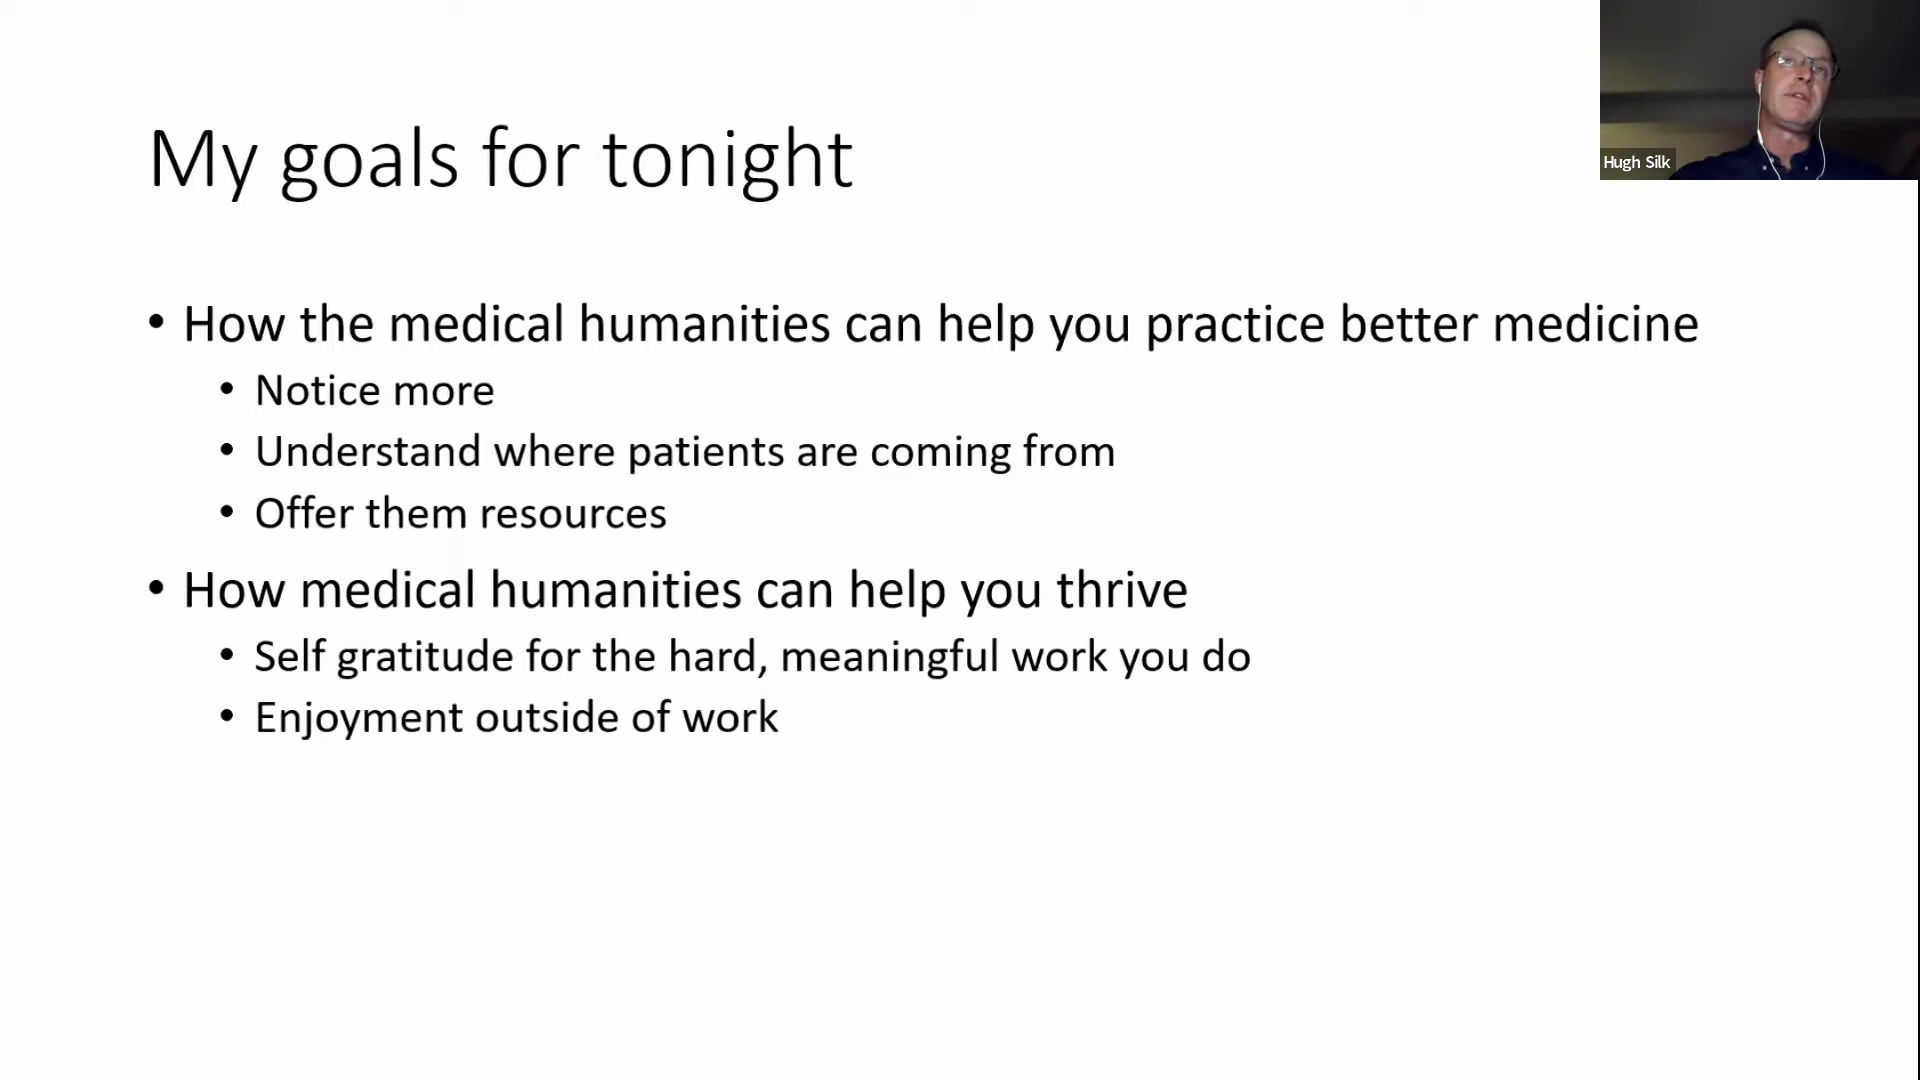 My goals for tonight
Hugh Silk
• How the medical humanities can help you practice better medicine
• Notice more
• Understand where patients are coming from
• Offer them resources
• How medical humanities can help you thrive
• Self gratitude for the hard, meaningful work you do
• Enjoyment outside of work